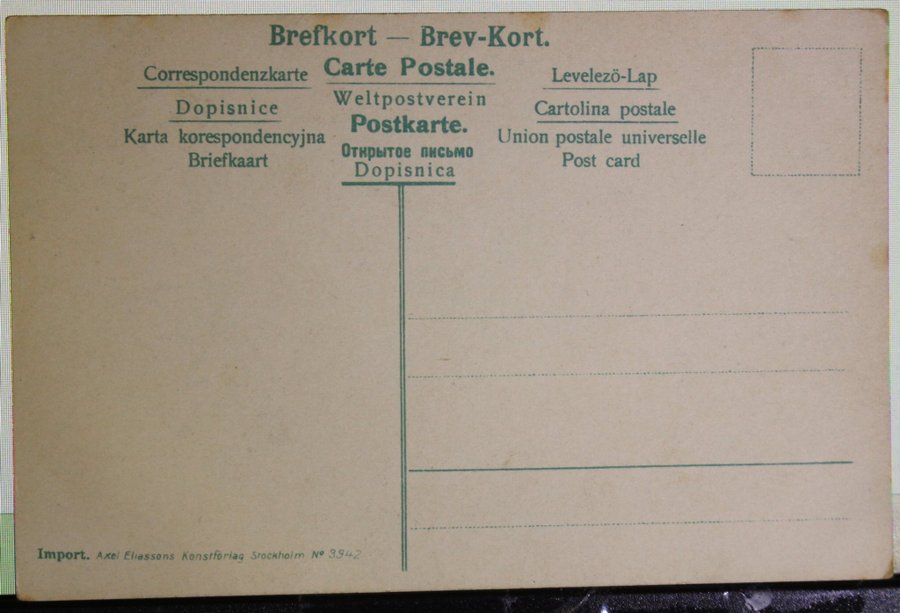 Brefkort — Brev-Kort.
Correspondenzkarte Carte Postale. Levelezö-Lap
Dopisnice Weltpostverein Cartolina postale
Karta korespondencyjna Postkarte. Union postale universelle
Briefkaart Открытое письмо Post card
Dopisnica
Import. Axel Eliassons Konstförlag Stockholm Nº 9942